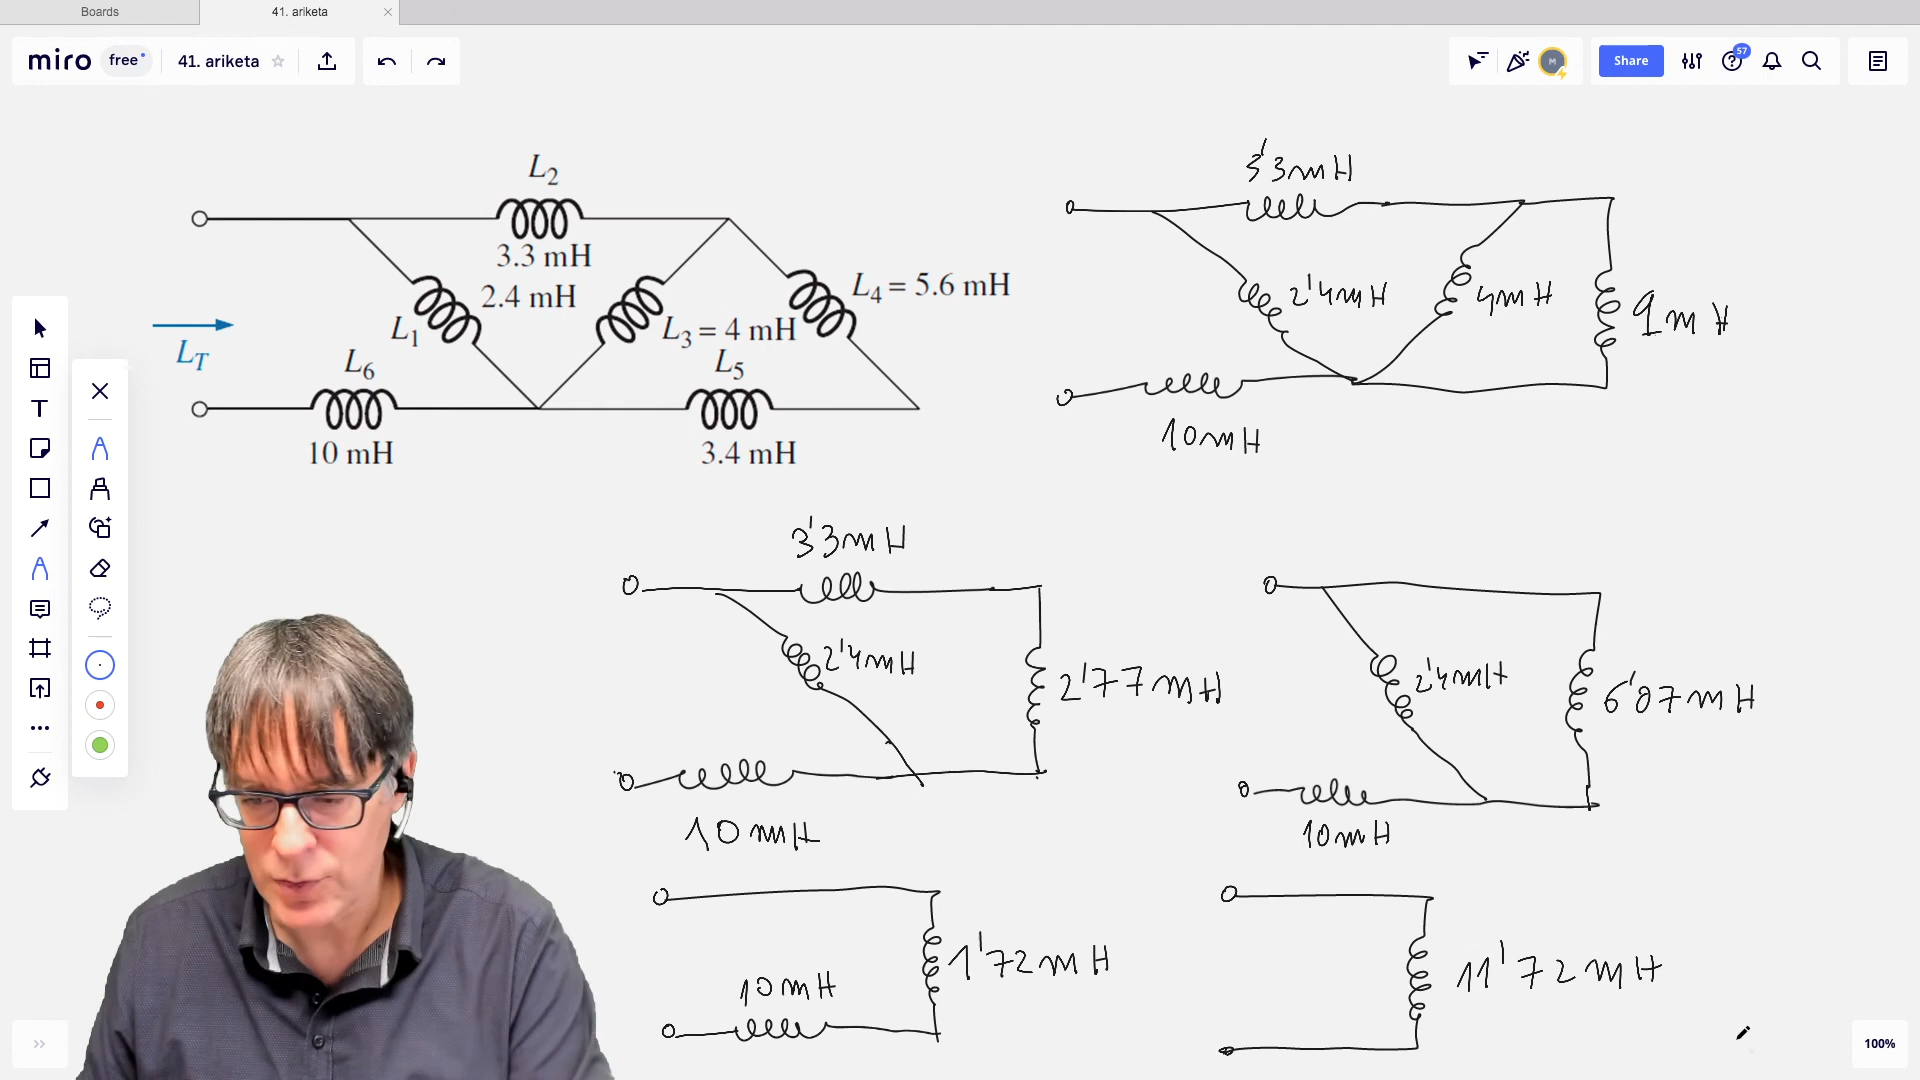 Boards
41. ariketa
miro
free
41. ariketa
M
Share
57
L2
3.3 mH
2.4 mH
L1
L3 = 4 mH
L4 = 5.6 mH
LT
L6
10 mH
L5
3.4 mH
3'3mH
2'4mH
4mH
9mH
10mH
3'3mH
2'4mH
2'77mH
10mH
2'4mH
6'07mH
10mH
1'72mH
10mH
11'72mH
100%